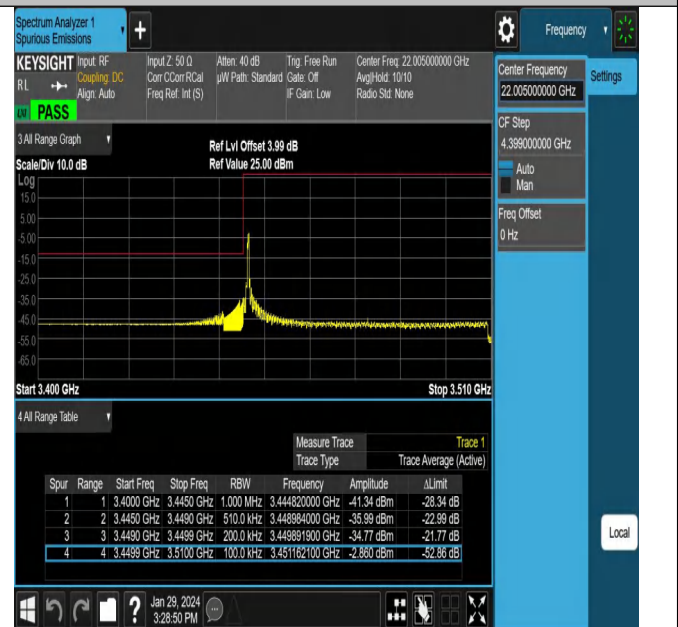 Spectrum Analyzer 1
Spurious Emissions
Frequency
KEYSIGHT Input: RF Input Z: 50 Ω Atten: 40 dB Trig: Free Run Center Freq: 22.005000000 GHz
RL Coupling: DC Corr CCorr RCal µW Path: Standard Gate: Off Avg|Hold: 10/10
Align: Auto Freq Ref: Int (S) IF Gain: Low Radio Std: None
PASS
Center Frequency
22.005000000 GHz
Settings
CF Step
4.399000000 GHz
Auto
Man
Freq Offset
0 Hz
3 All Range Graph
Ref Lvl Offset 3.99 dB
Scale/Div 10.0 dB Ref Value 25.00 dBm
Log
15.0
5.00
-5.00
-15.0
-25.0
-35.0
-45.0
-55.0
-65.0
Start 3.400 GHz Stop 3.510 GHz
4 All Range Table
Measure Trace Trace 1
Trace Type Trace Average (Active)
Spur Range Start Freq Stop Freq RBW Frequency Amplitude ΔLimit
1 1 3.4000 GHz 3.4450 GHz 1.000 MHz 3.444820000 GHz -41.34 dBm -28.34 dB
2 2 3.4450 GHz 3.4490 GHz 510.0 kHz 3.448984000 GHz -35.99 dBm -22.99 dB
3 3 3.4490 GHz 3.4499 GHz 200.0 kHz 3.449891900 GHz -34.77 dBm -21.77 dB
4 4 3.4499 GHz 3.5100 GHz 100.0 kHz 3.451162100 GHz -2.860 dBm -52.86 dB
Local
Jan 29, 2024
3:28:50 PM